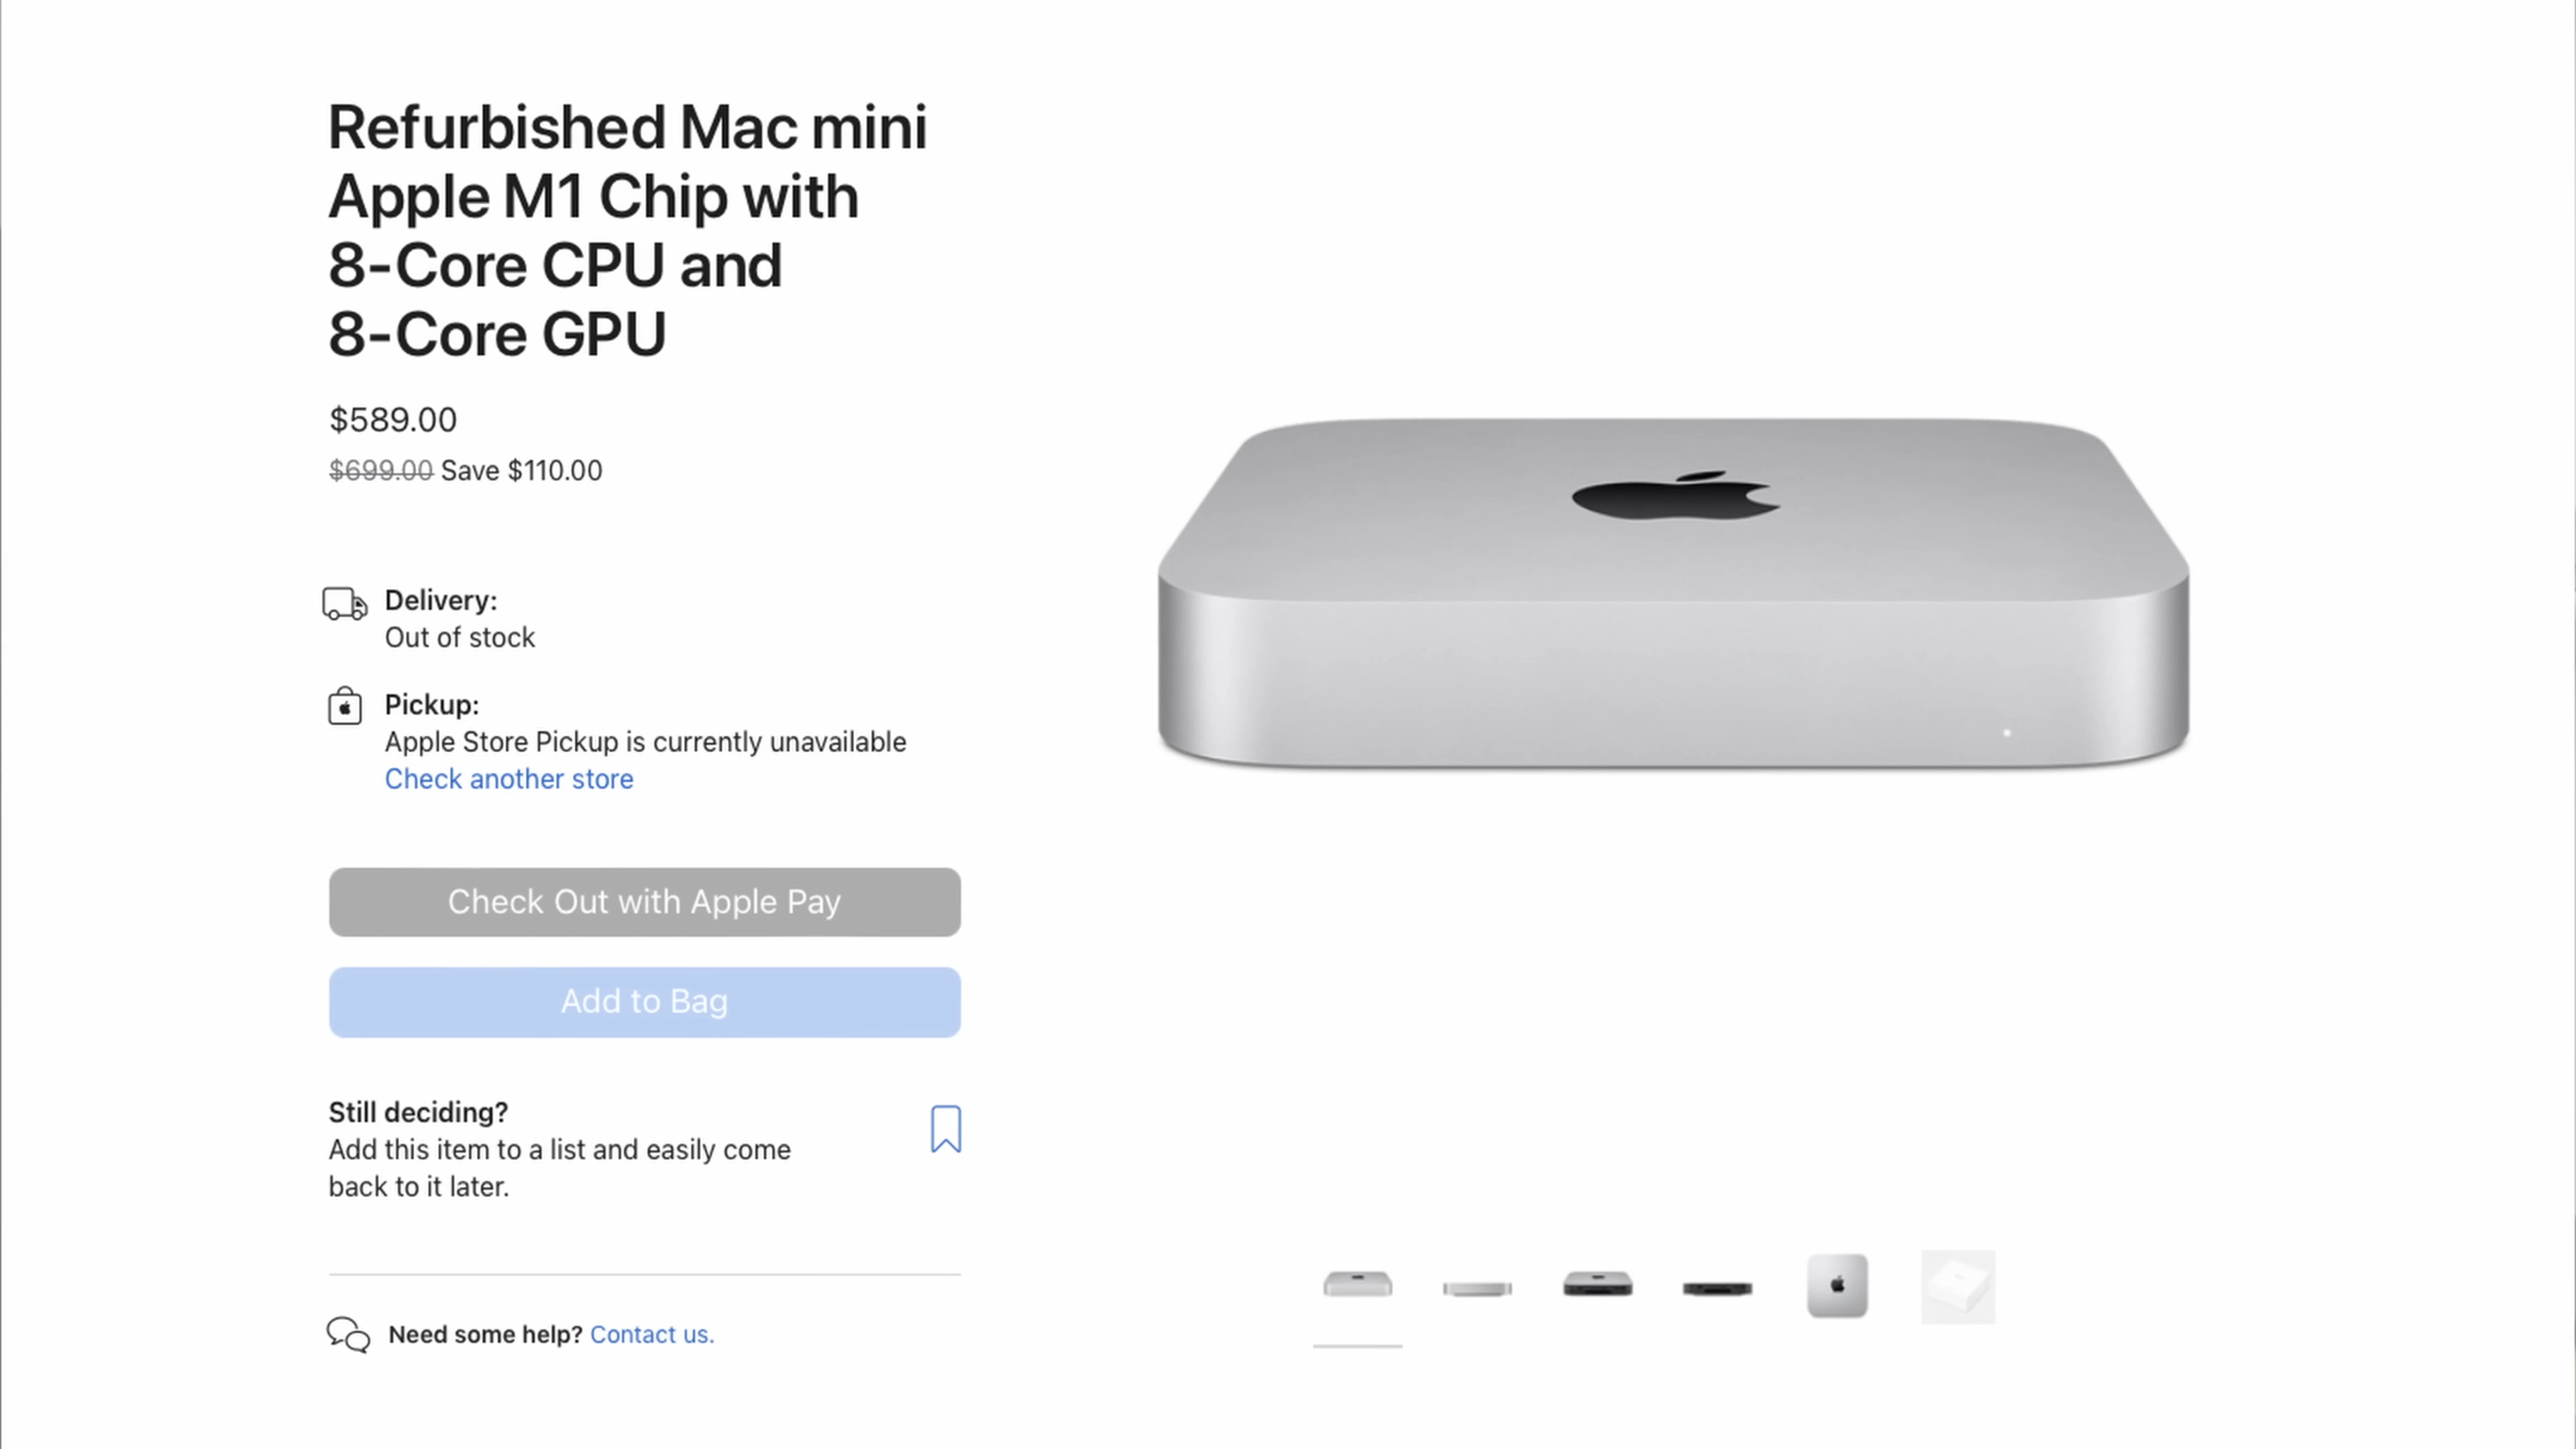 Refurbished Mac mini
Apple M1 Chip with
8-Core CPU and
8-Core GPU
$589.00
$699.00 Save $110.00
Delivery:
Out of stock
Pickup:
Apple Store Pickup is currently unavailable
Check another store
Check Out with Apple Pay
Add to Bag
Still deciding?
Add this item to a list and easily come
back to it later.
Need some help? Contact us.